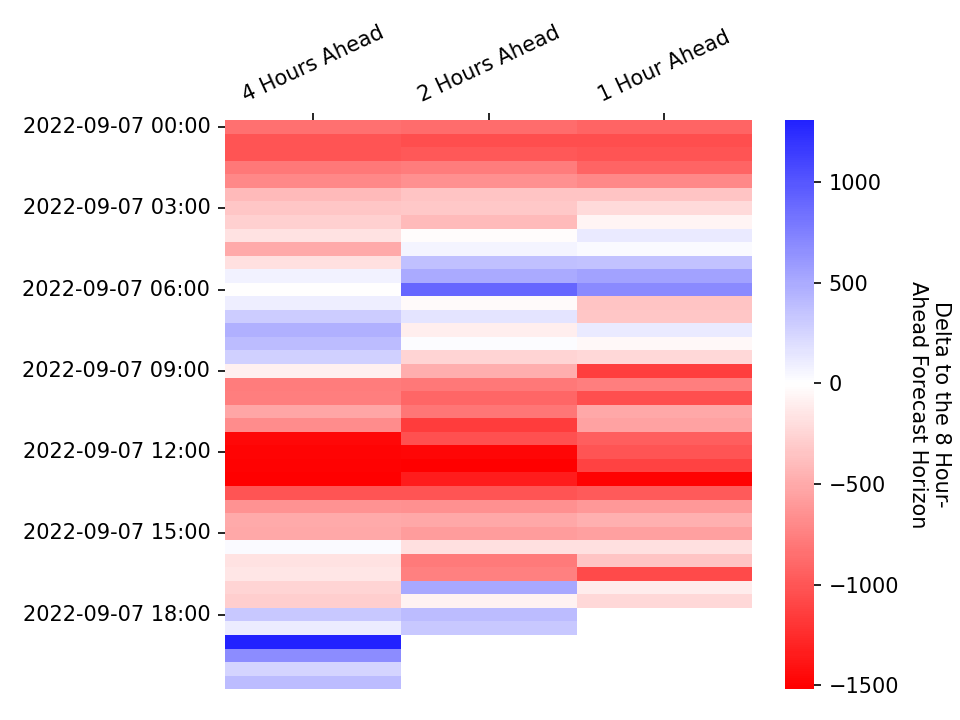 4 Hours Ahead
2 Hours Ahead
1 Hour Ahead
2022-09-07 00:00
2022-09-07 03:00
2022-09-07 06:00
2022-09-07 09:00
2022-09-07 12:00
2022-09-07 15:00
2022-09-07 18:00
1000
500
0
−500
−1000
−1500
Delta to the 8 Hour-
Ahead Forecast Horizon